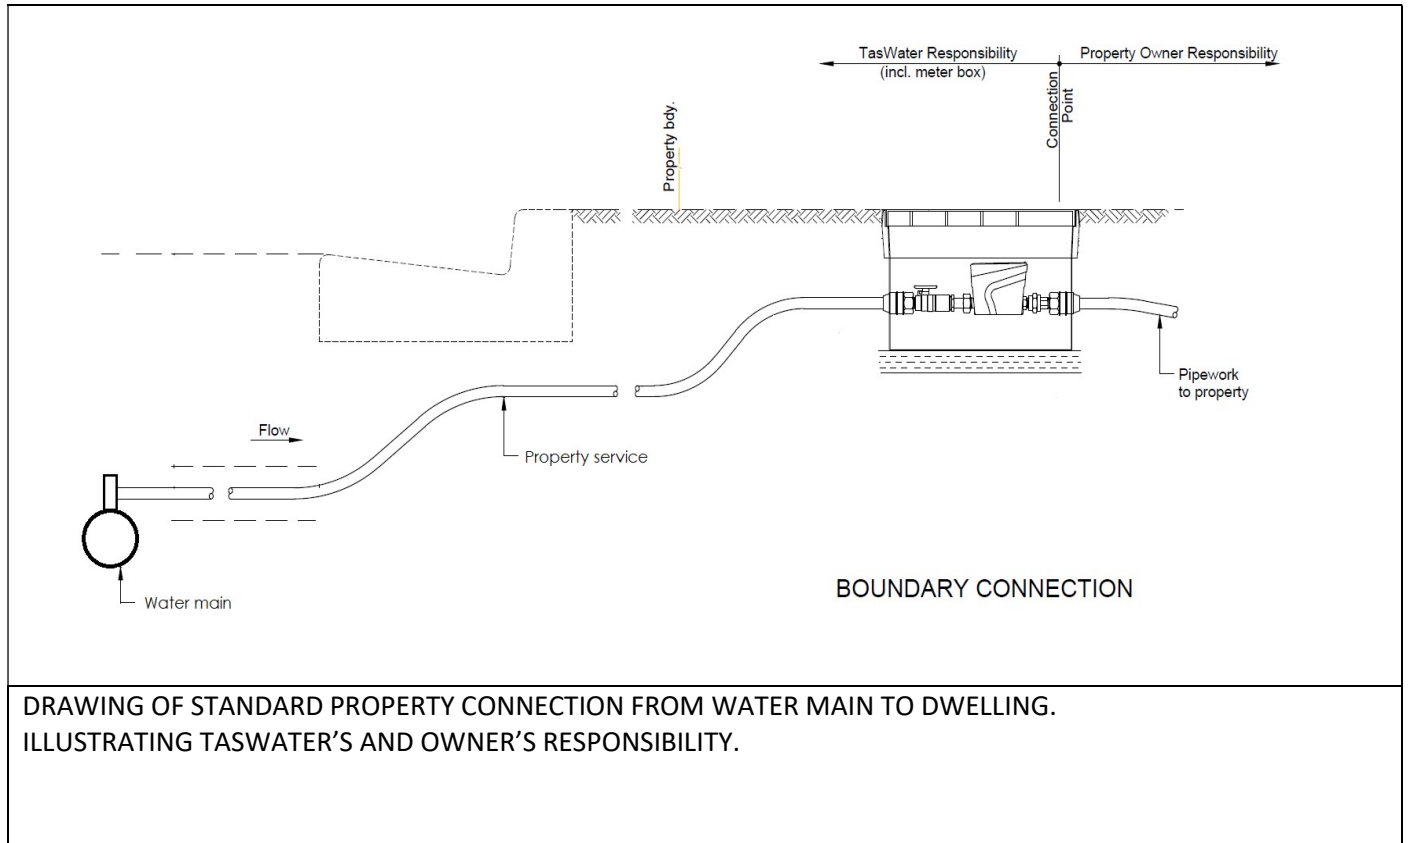 TasWater Responsibility
(incl. meter box)
Property Owner Responsibility
Connection
Point
Property bdy.
Pipework
to property
Flow
Property service
Water main
BOUNDARY CONNECTION
DRAWING OF STANDARD PROPERTY CONNECTION FROM WATER MAIN TO DWELLING.
ILLUSTRATING TASWATER’S AND OWNER’S RESPONSIBILITY.